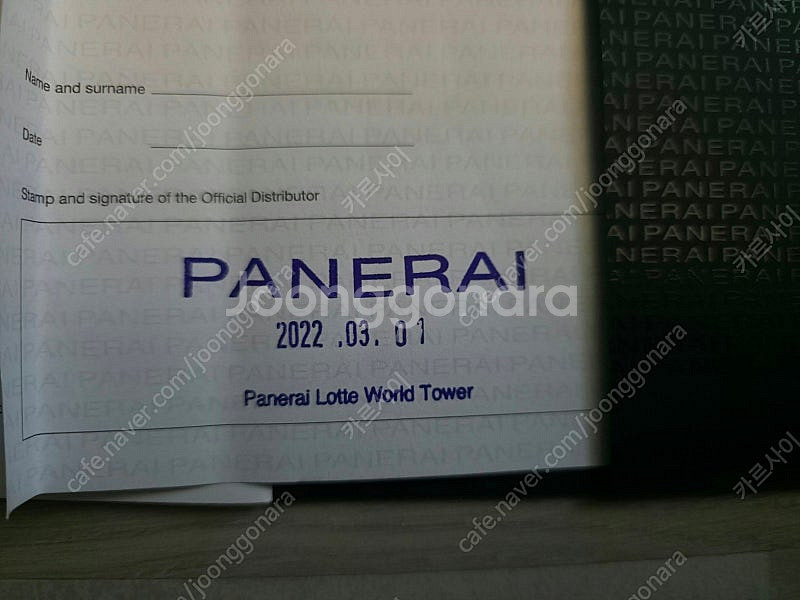 Name and surname
Date
Stamp and signature of the Official Distributor
PANERAI
Joonggonara
2022 .03. 01
Panerai Lotte World Tower
cafe.naver.com/joonggonara
카르사이